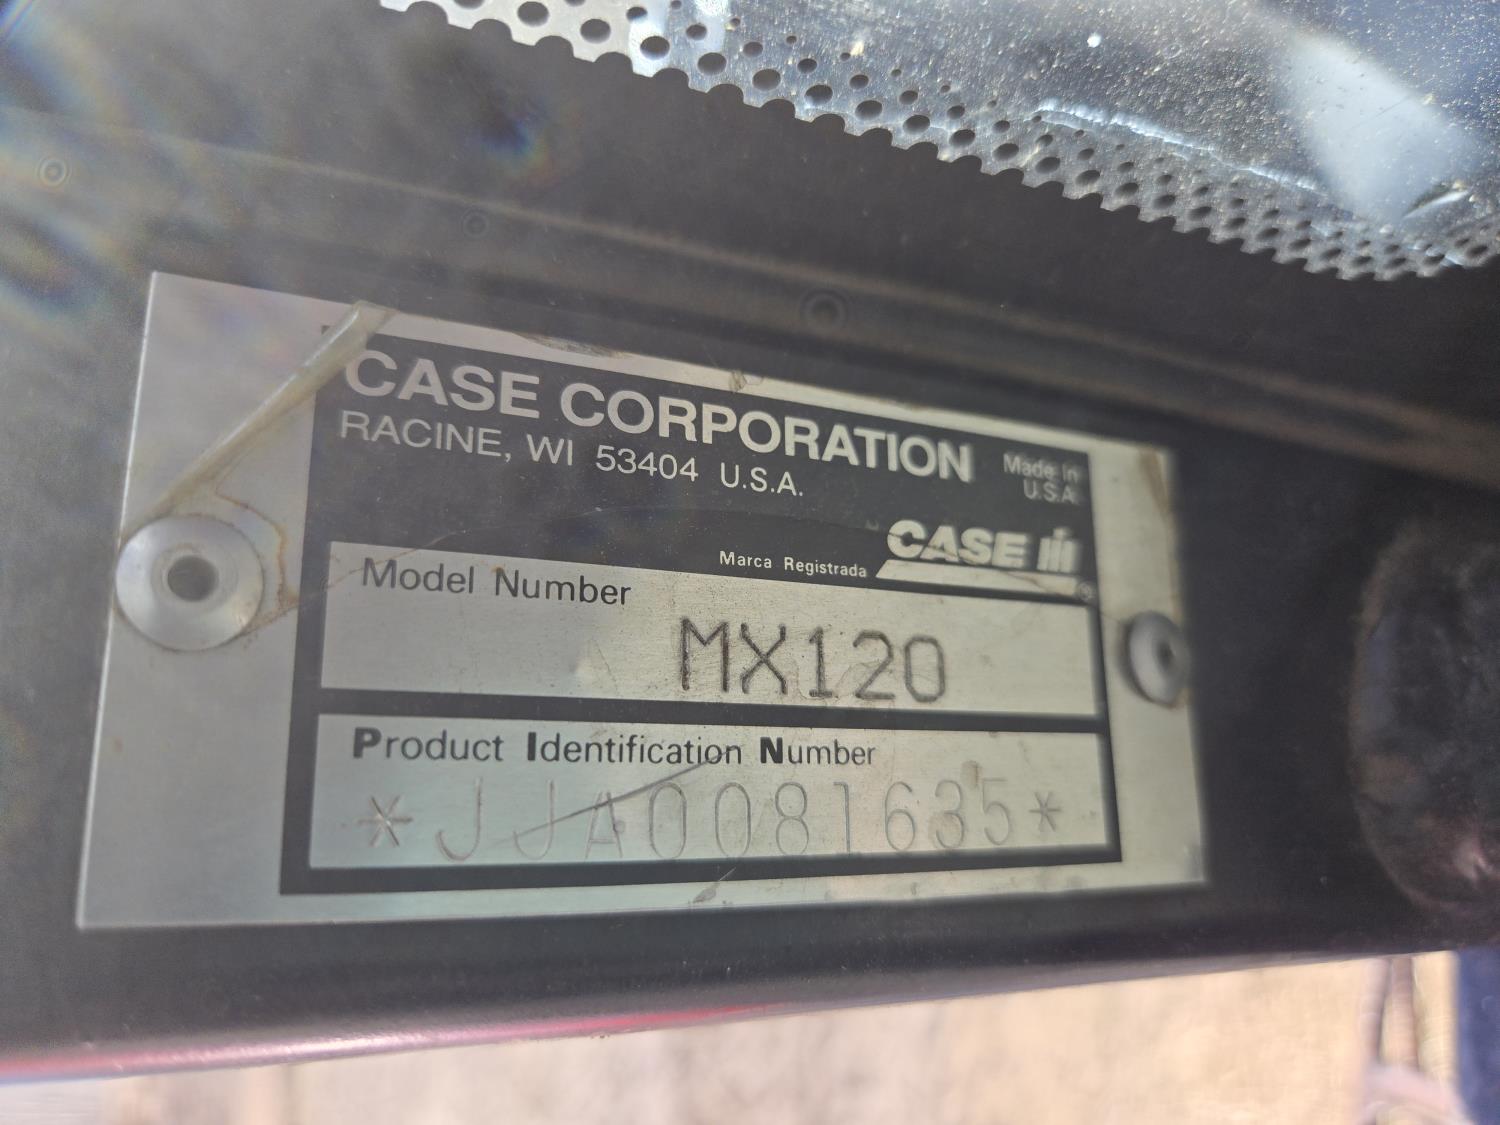 CASE CORPORATION
RACINE, WI 53404 U.S.A.
Made in
U.S.A.
Marca Registrada
CASE IH ®
Model Number
MX120
Product Identification Number
*JJA0081635*